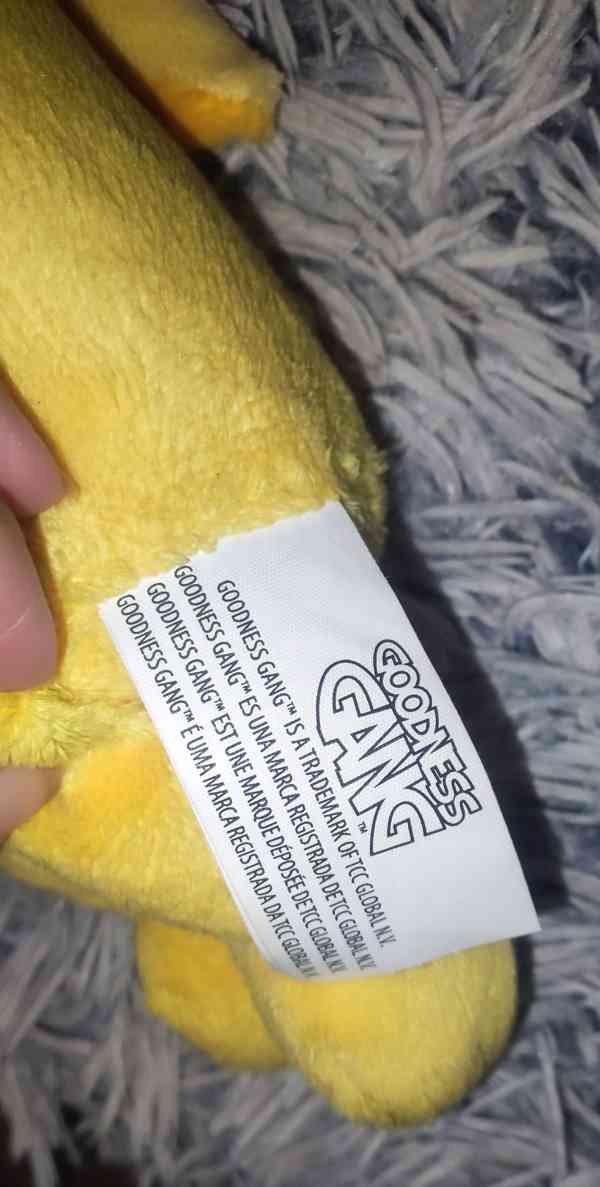 GOODNESS
GANG™
GOODNESS GANG™ IS A TRADEMARK OF TCC GLOBAL N.V.
GOODNESS GANG™ ES UNA MARCA REGISTRADA DE TCC GLOBAL N.V.
GOODNESS GANG™ EST UNE MARQUE DÉPOSÉE DE TCC GLOBAL N.V.
GOODNESS GANG™ É UMA MARCA REGISTRADA DA TCC GLOBAL N.V.